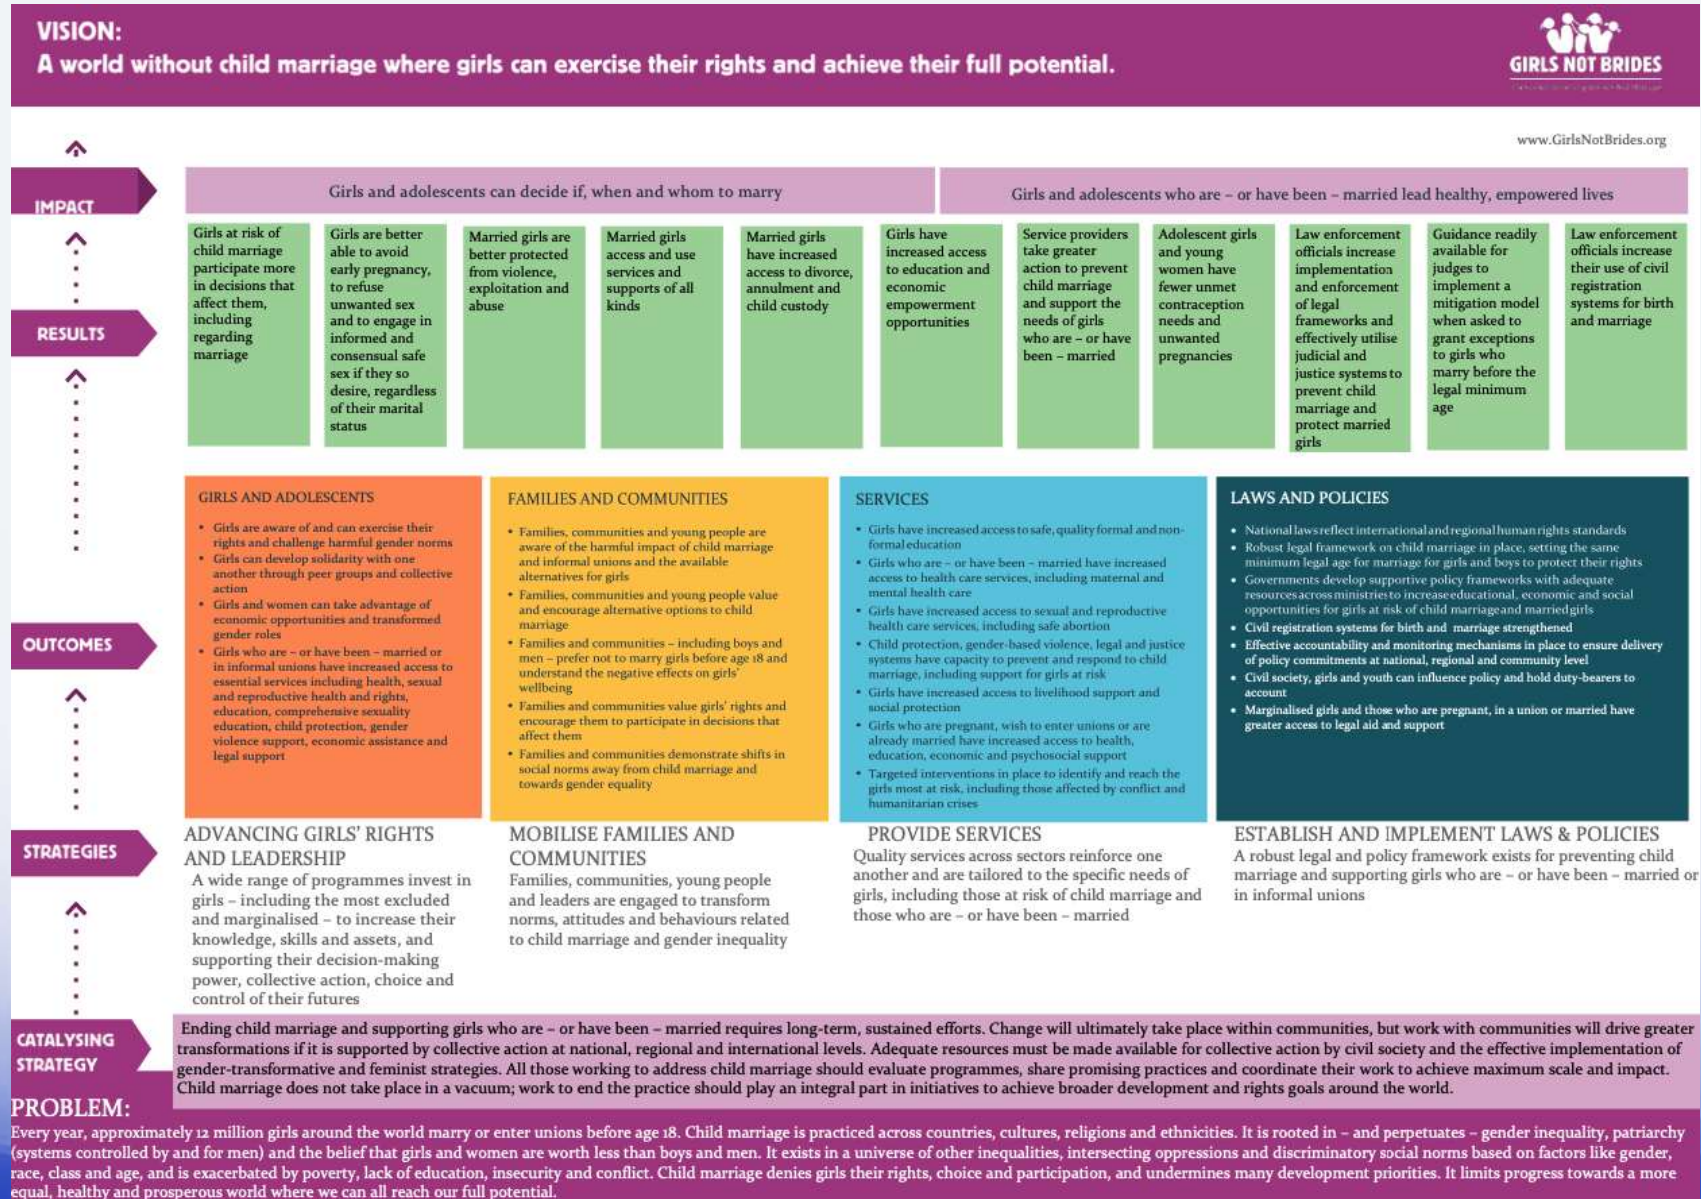 VISION:
A world without child marriage where girls can exercise their rights and achieve their full potential.
GIRLS NOT BRIDES
www.GirlsNotBrides.org
IMPACT
Girls and adolescents can decide if, when and whom to marry
Girls and adolescents who are – or have been – married lead healthy, empowered lives
RESULTS
Girls at risk of
child marriage
participate more
in decisions that
affect them,
including
regarding
marriage
Girls are better
able to avoid
early pregnancy,
to refuse
unwanted sex
and to engage in
informed and
consensual safe
sex if they so
desire, regardless
of their marital
status
Married girls are
better protected
from violence,
exploitation and
abuse
Married girls
access and use
services and
supports of all
kinds
Married girls
have increased
access to divorce,
annulment and
child custody
Girls have
increased access
to education and
economic
empowerment
opportunities
Service providers
take greater
action to prevent
child marriage
and support the
needs of girls
who are – or have
been – married
Adolescent girls
and young
women have
fewer unmet
contraception
needs and
unwanted
pregnancies
Law enforcement
officials increase
implementation
and enforcement
of legal
frameworks and
effectively utilise
judicial and
justice systems to
prevent child
marriage and
protect married
girls
Guidance readily
available for
judges to
implement a
mitigation model
when asked to
grant exceptions
to girls who
marry before the
legal minimum
age
Law enforcement
officials increase
their use of civil
registration
systems for birth
and marriage
OUTCOMES
GIRLS AND ADOLESCENTS
• Girls are aware of and can exercise their
rights and challenge harmful gender norms
• Girls can develop solidarity with one
another through peer groups and collective
action
• Girls and women can take advantage of
economic opportunities and transformed
gender roles
• Girls who are – or have been – married or
in informal unions have increased access to
essential services including health, sexual
and reproductive health and rights,
education, comprehensive sexuality
education, child protection, gender
violence support, economic assistance and
legal support
FAMILIES AND COMMUNITIES
• Families, communities and young people are
aware of the harmful impact of child marriage
and informal unions and the available
alternatives for girls
• Families, communities and young people value
and encourage alternative options to child
marriage
• Families and communities – including boys and
men – prefer not to marry girls before age 18 and
understand the negative effects on girls'
wellbeing
• Families and communities value girls' rights and
encourage them to participate in decisions that
affect them
• Families and communities demonstrate shifts in
social norms away from child marriage and
towards gender equality
SERVICES
• Girls have increased access to safe, quality formal and non-
formal education
• Girls who are – or have been – married have increased
access to health care services, including maternal and
mental health care
• Girls have increased access to sexual and reproductive
health care services, including safe abortion
• Child protection, gender-based violence, legal and justice
systems have capacity to prevent and respond to child
marriage, including support for girls at risk
• Girls have increased access to livelihood support and
social protection
• Girls who are pregnant, wish to enter unions or are
already married have increased access to health,
education, economic and psychosocial support
• Targeted interventions in place to identify and reach the
girls most at risk, including those affected by conflict and
humanitarian crises
LAWS AND POLICIES
• National laws reflect international and regional human rights standards
• Robust legal framework on child marriage in place, setting the same
minimum legal age for marriage for girls and boys to protect their rights
• Governments develop supportive policy frameworks with adequate
resources across ministries to increase educational, economic and social
opportunities for girls at risk of child marriage and married girls
• Civil registration systems for birth and marriage strengthened
• Effective accountability and monitoring mechanisms in place to ensure delivery
of policy commitments at national, regional and community level
• Civil society, girls and youth can influence policy and hold duty-bearers to
account
• Marginalised girls and those who are pregnant, in a union or married have
greater access to legal aid and support
STRATEGIES
ADVANCING GIRLS' RIGHTS
AND LEADERSHIP
A wide range of programmes invest in
girls – including the most excluded
and marginalised – to increase their
knowledge, skills and assets, and
supporting their decision-making
power, collective action, choice and
control of their futures
MOBILISE FAMILIES AND
COMMUNITIES
Families, communities, young people
and leaders are engaged to transform
norms, attitudes and behaviours related
to child marriage and gender inequality
PROVIDE SERVICES
Quality services across sectors reinforce one
another and are tailored to the specific needs of
girls, including those at risk of child marriage and
those who are – or have been – married
ESTABLISH AND IMPLEMENT LAWS & POLICIES
A robust legal and policy framework exists for preventing child
marriage and supporting girls who are – or have been – married or
in informal unions
CATALYSING
STRATEGY
Ending child marriage and supporting girls who are – or have been – married requires long-term, sustained efforts. Change will ultimately take place within communities, but work with communities will drive greater
transformations if it is supported by collective action at national, regional and international levels. Adequate resources must be made available for collective action by civil society and the effective implementation of
gender-transformative and feminist strategies. All those working to address child marriage should evaluate programmes, share promising practices and coordinate their work to achieve maximum scale and impact.
Child marriage does not take place in a vacuum; work to end the practice should play an integral part in initiatives to achieve broader development and rights goals around the world.
PROBLEM:
Every year, approximately 12 million girls around the world marry or enter unions before age 18. Child marriage is practiced across countries, cultures, religions and ethnicities. It is rooted in – and perpetuates – gender inequality, patriarchy
(systems controlled by and for men) and the belief that girls and women are worth less than boys and men. It exists in a universe of other inequalities, intersecting oppressions and discriminatory social norms based on factors like gender,
race, class and age, and is exacerbated by poverty, lack of education, insecurity and conflict. Child marriage denies girls their rights, choice and participation, and undermines many development priorities. It limits progress towards a more
equal, healthy and prosperous world where we can all reach our full potential.